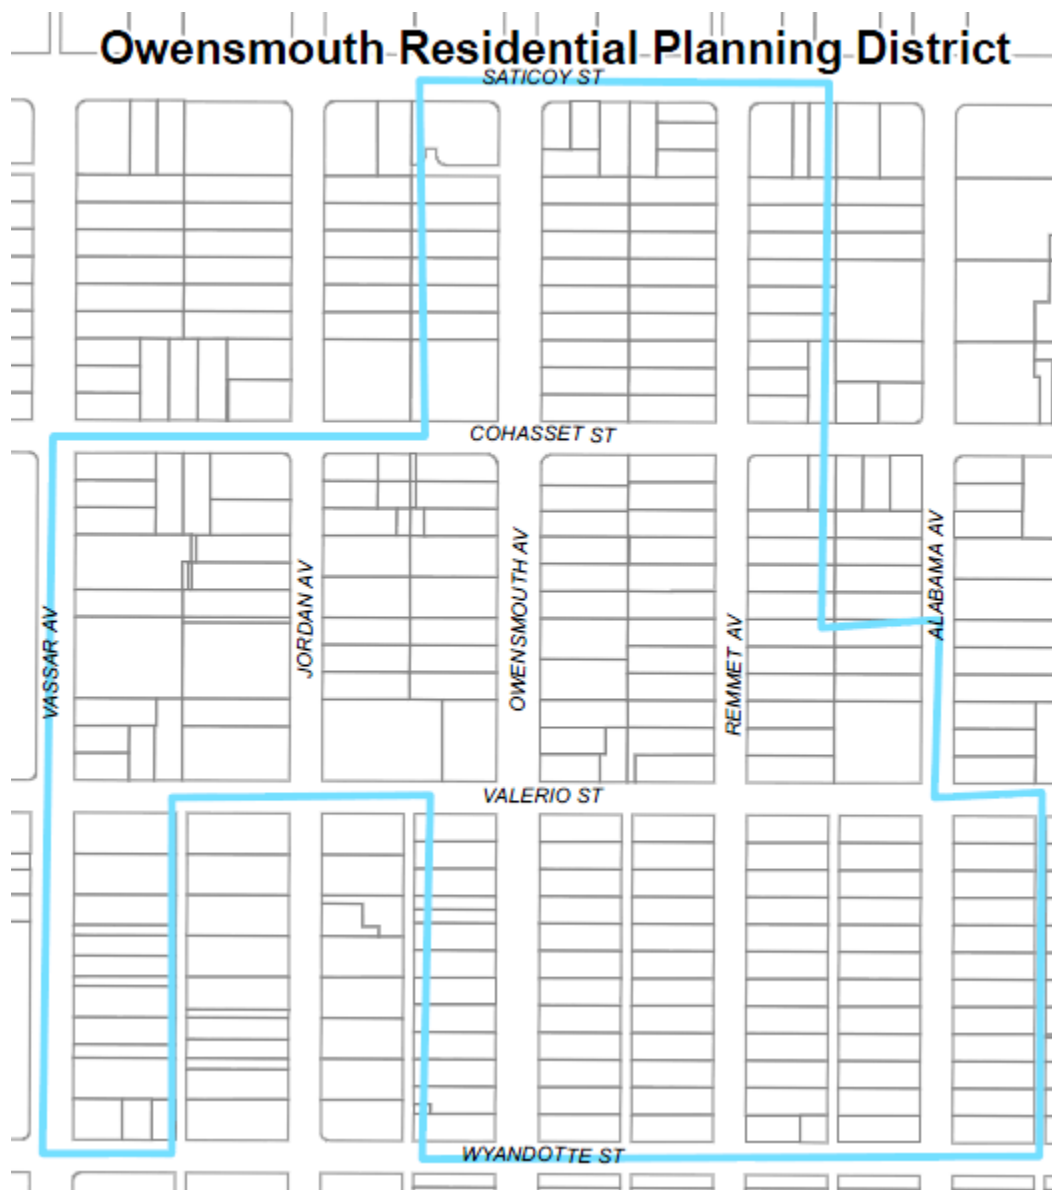 Owensmouth Residential Planning District
SATICOY ST
COHASSET ST
VASSAR AV
JORDAN AV
OWENSMOUTH AV
REMMET AV
ALABAMA AV
VALERIO ST
WYANDOTTE ST